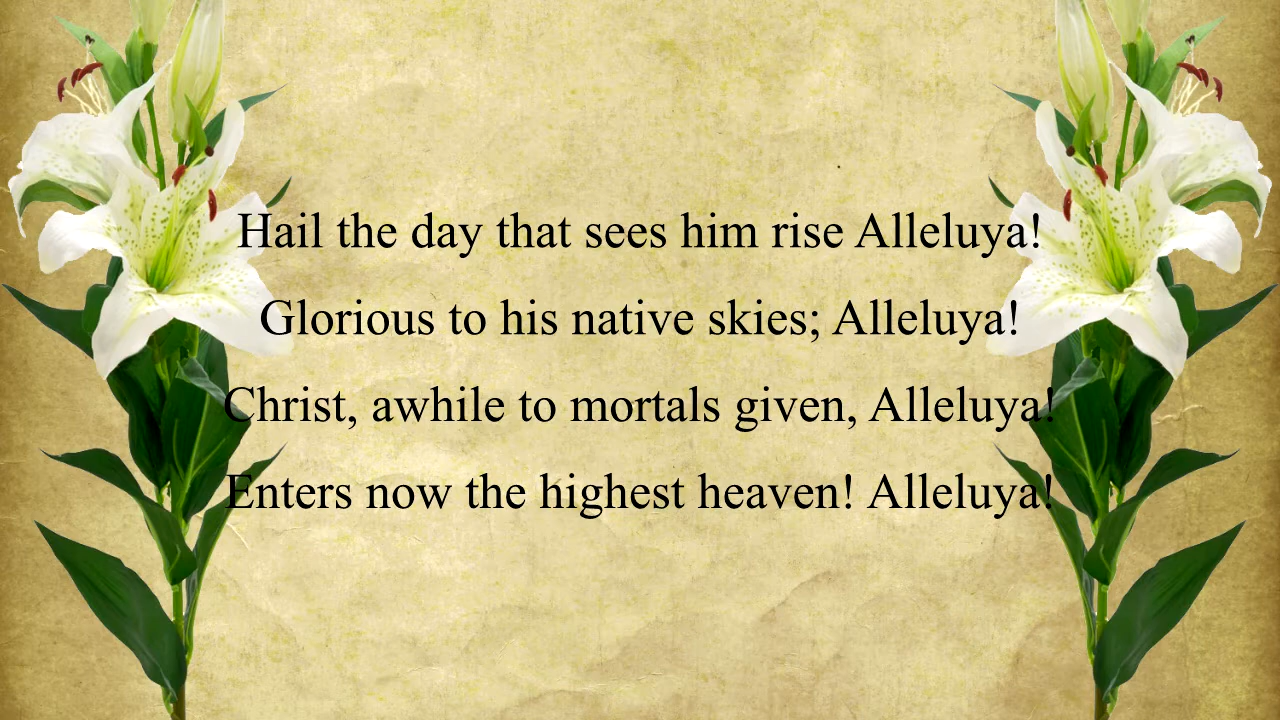 Hail the day that sees him rise Alleluya!
Glorious to his native skies; Alleluya!
Christ, awhile to mortals given, Alleluya!
Enters now the highest heaven! Alleluya!